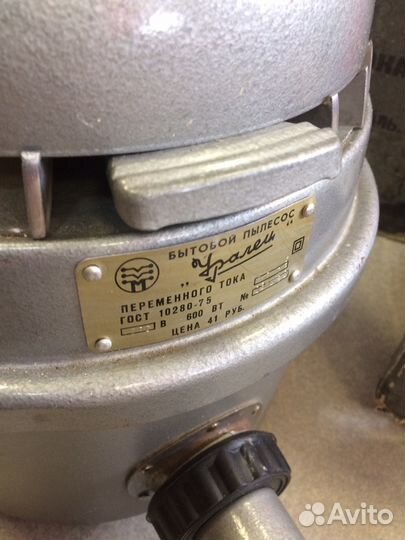 БЫТОВОЙ ПЫЛЕСОС
„Уралец"
ПЕРЕМЕННОГО ТОКА
ГОСТ 10280-75 №
В 600 ВТ
ЦЕНА 41 РУБ.
Avito